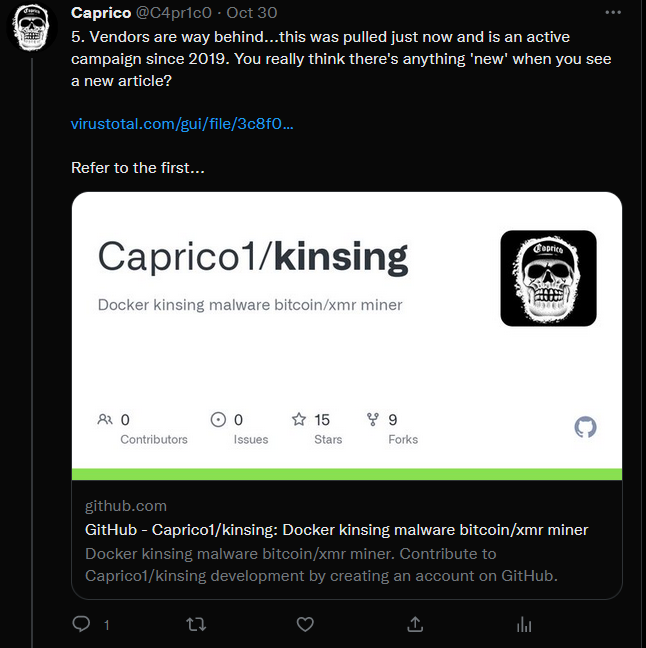 Caprico @C4pr1c0 · Oct 30
5. Vendors are way behind...this was pulled just now and is an active
campaign since 2019. You really think there's anything 'new' when you see
a new article?
virustotal.com/gui/file/3c8f0…
Refer to the first...
Caprico1/kinsing
Caprico
Docker kinsing malware bitcoin/xmr miner
0 0 15 9
Contributors Issues Stars Forks
github.com
GitHub - Caprico1/kinsing: Docker kinsing malware bitcoin/xmr miner
Docker kinsing malware bitcoin/xmr miner. Contribute to
Caprico1/kinsing development by creating an account on GitHub.
1